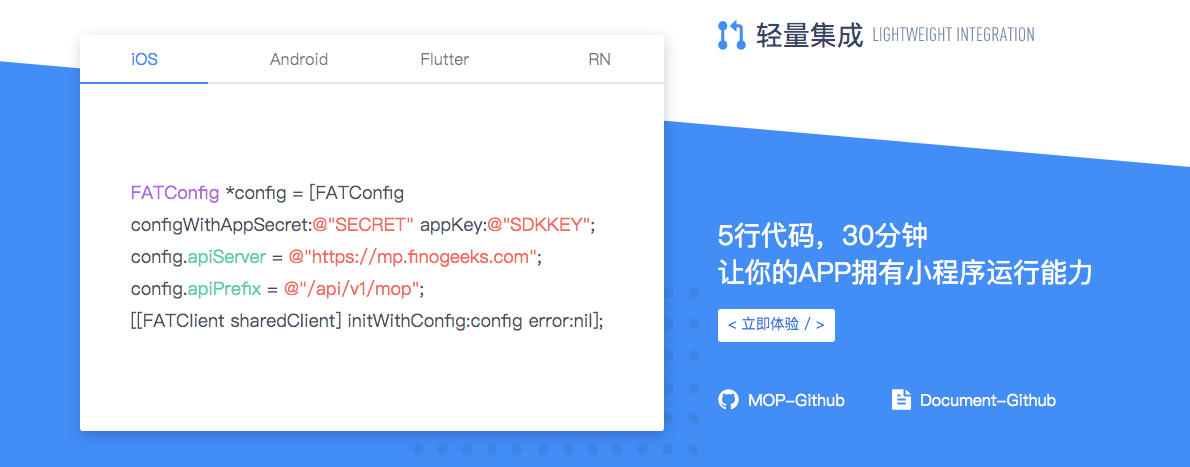 iOS Android Flutter RN
FATConfig *config = [FATConfig
configWithAppSecret:@"SECRET" appKey:@"SDKKEY";
config.apiServer = @"https://mp.finogeeks.com";
config.apiPrefix = @"/api/v1/mop";
[[FATClient sharedClient] initWithConfig:config error:nil];
轻量集成 LIGHTWEIGHT INTEGRATION
5行代码，30分钟
让你的APP拥有小程序运行能力
< 立即体验 / >
MOP-Github Document-Github